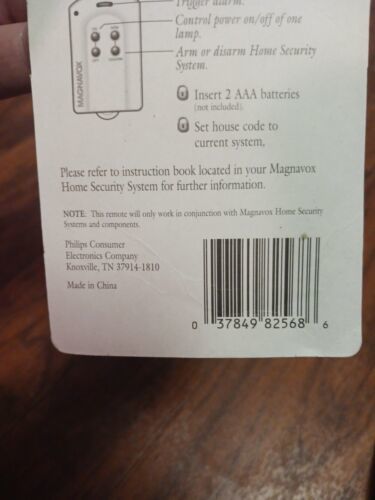 Trigger alarm.
Control power on/off of one
lamp.
Arm or disarm Home Security
System.
MAGNAVOX
Insert 2 AAA batteries
(not included).
Set house code to
current system.
Please refer to instruction book located in your Magnavox
Home Security System for further information.
NOTE: This remote will only work in conjunction with Magnavox Home Security
Systems and components.
Philips Consumer
Electronics Company
Knoxville, TN 37914-1810
Made in China
0 37849 82568 6